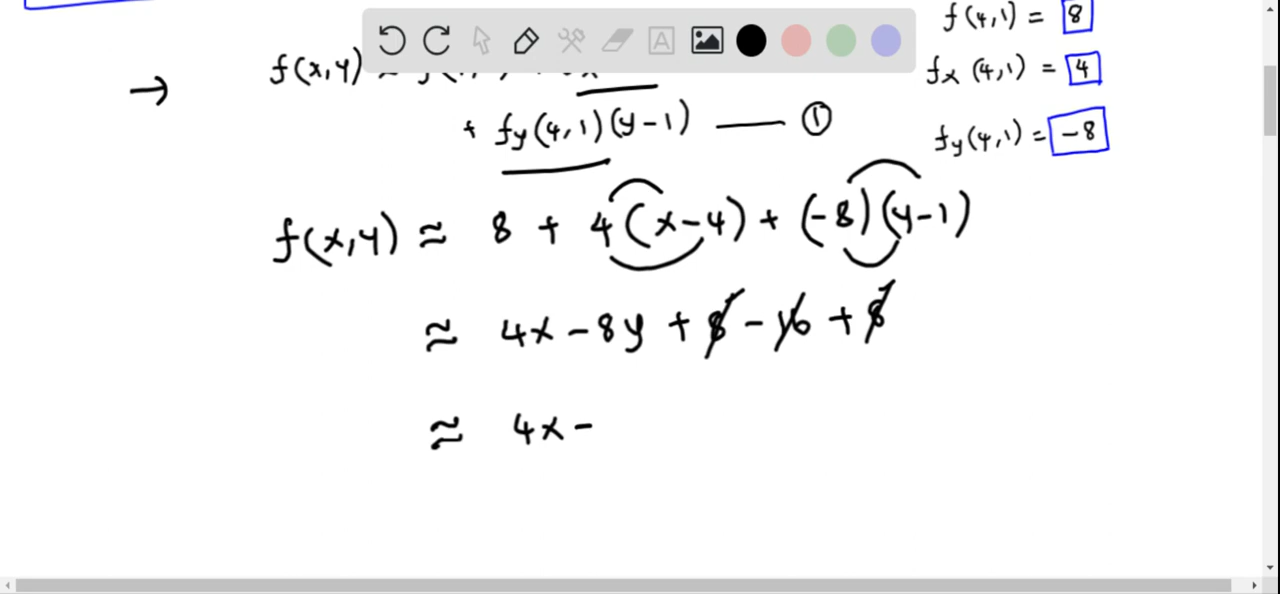 f(4,1) = 8
→ f(x,y)
fx (4,1) = 4
+ fy(4,1)(y-1) —— ①
fy(4,1) = -8
f(x,y) ≈ 8 + 4(x-4) + (-8)(y-1)
≈ 4x - 8y + 8 - 16 + 8
≈ 4x -
A